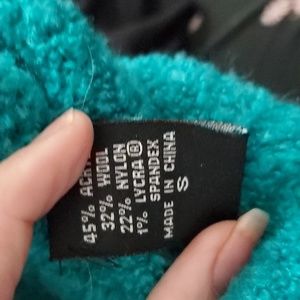 45%
32% WOOL
22% NYLON
1% LYCRA®
SPANDEX
MADE IN CHINA
S